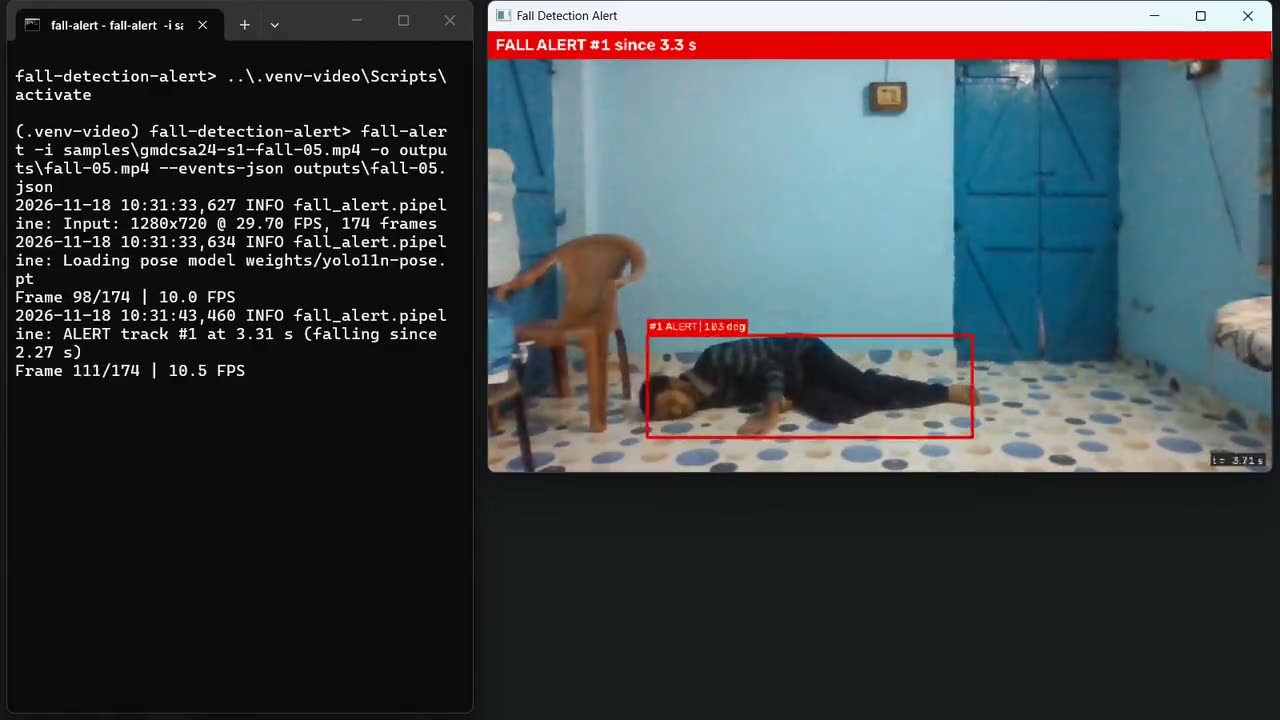 fall-alert - fall-alert -i sa
fall-detection-alert> ..\.venv-video\Scripts\
activate
(.venv-video) fall-detection-alert> fall-aler
t -i samples\gmdcsa24-s1-fall-05.mp4 -o outpu
ts\fall-05.mp4 --events-json outputs\fall-05.
json
2026-11-18 10:31:33,627 INFO fall_alert.pipel
ine: Input: 1280x720 @ 29.70 FPS, 174 frames
2026-11-18 10:31:33,634 INFO fall_alert.pipel
ine: Loading pose model weights/yolo11n-pose.
pt
Frame 98/174 | 10.0 FPS
2026-11-18 10:31:43,460 INFO fall_alert.pipel
ine: ALERT track #1 at 3.31 s (falling since
2.27 s)
Frame 111/174 | 10.5 FPS
Fall Detection Alert
FALL ALERT #1 since 3.3 s
#1 ALERT | 103 deg
t = 3.71 s